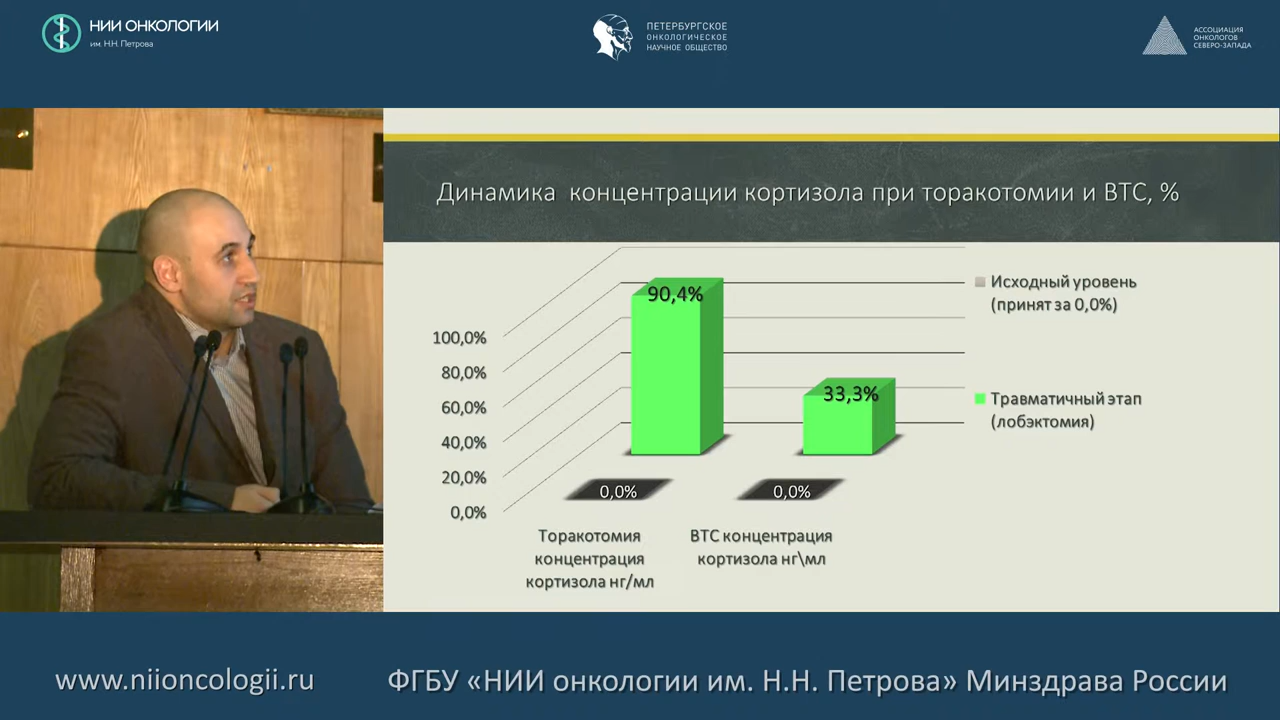 НИИ ОНКОЛОГИИ
им. Н.Н. Петрова
ПЕТЕРБУРГСКОЕ
ОНКОЛОГИЧЕСКОЕ
НАУЧНОЕ ОБЩЕСТВО
АССОЦИАЦИЯ
ОНКОЛОГОВ
СЕВЕРО-ЗАПАДА
Динамика концентрации кортизола при торакотомии и ВТС, %
100,0%
80,0%
60,0%
40,0%
20,0%
0,0%
90,4%
33,3%
0,0%
0,0%
Торакотомия
концентрация
кортизола нг/мл
ВТС концентрация
кортизола нг\мл
Исходный уровень
(принят за 0,0%)
Травматичный этап
(лобэктомия)
www.niioncologii.ru
ФГБУ «НИИ онкологии им. Н.Н. Петрова» Минздрава России